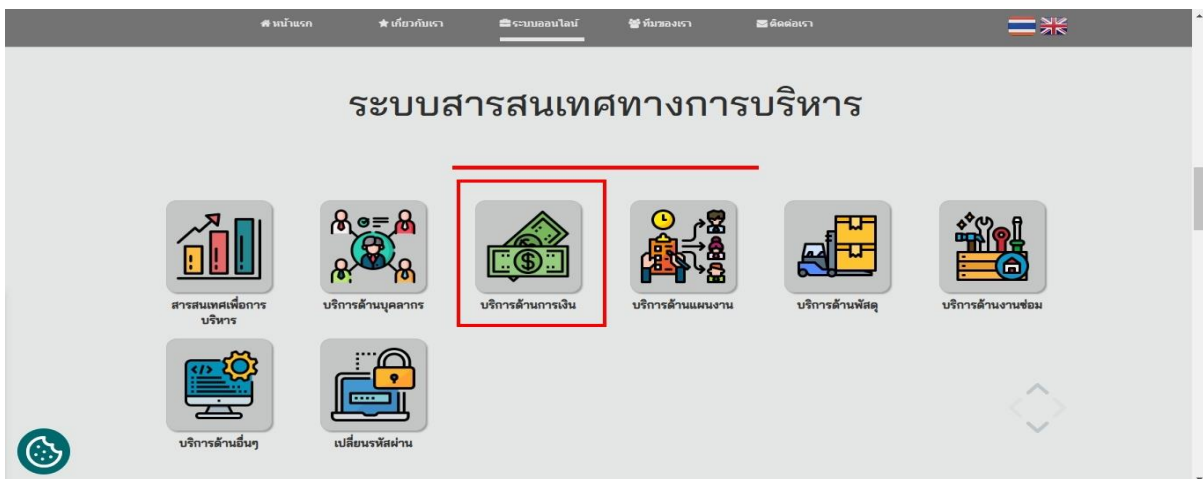 หน้าแรก เกี่ยวกับเรา ระบบออนไลน์ ทีมของเรา ติดต่อเรา
ระบบสารสนเทศทางการบริหาร
สารสนเทศเพื่อการ
บริหาร
บริการด้านบุคลากร
บริการด้านการเงิน
บริการด้านแผนงาน
บริการด้านพัสดุ
บริการด้านงานซ่อม
บริการด้านอื่นๆ
เปลี่ยนรหัสผ่าน